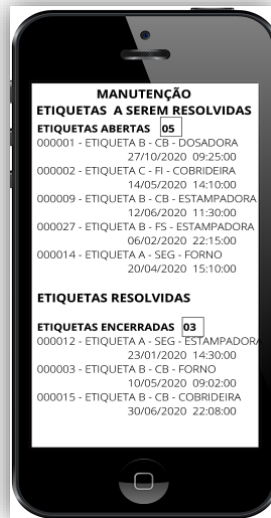 MANUTENÇÃO
ETIQUETAS A SEREM RESOLVIDAS
ETIQUETAS ABERTAS 05
000001 - ETIQUETA B - CB - DOSADORA
27/10/2020 09:25:00
000002 - ETIQUETA C - FI - COBRIDEIRA
14/05/2020 14:10:00
000009 - ETIQUETA B - CB - ESTAMPADORA
12/06/2020 11:30:00
000027 - ETIQUETA B - FS - ESTAMPADORA
06/02/2020 22:15:00
000014 - ETIQUETA A - SEG - FORNO
20/04/2020 15:10:00
ETIQUETAS RESOLVIDAS
ETIQUETAS ENCERRADAS 03
000012 - ETIQUETA A - SEG - ESTAMPADORA
23/01/2020 14:30:00
000003 - ETIQUETA B - CB - FORNO
10/05/2020 09:02:00
000015 - ETIQUETA B - CB - COBRIDEIRA
30/06/2020 22:08:00